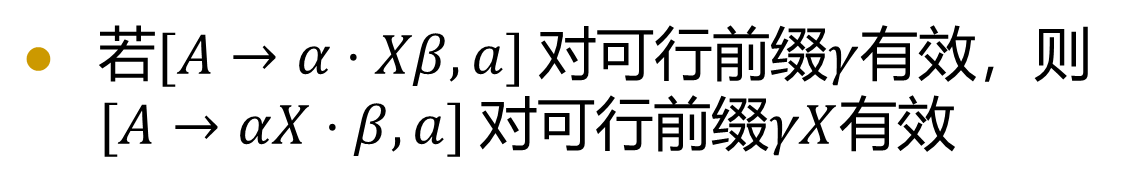 • 若[A → α · Xβ, a] 对可行前缀γ有效，则
[A → αX · β, a] 对可行前缀γX有效